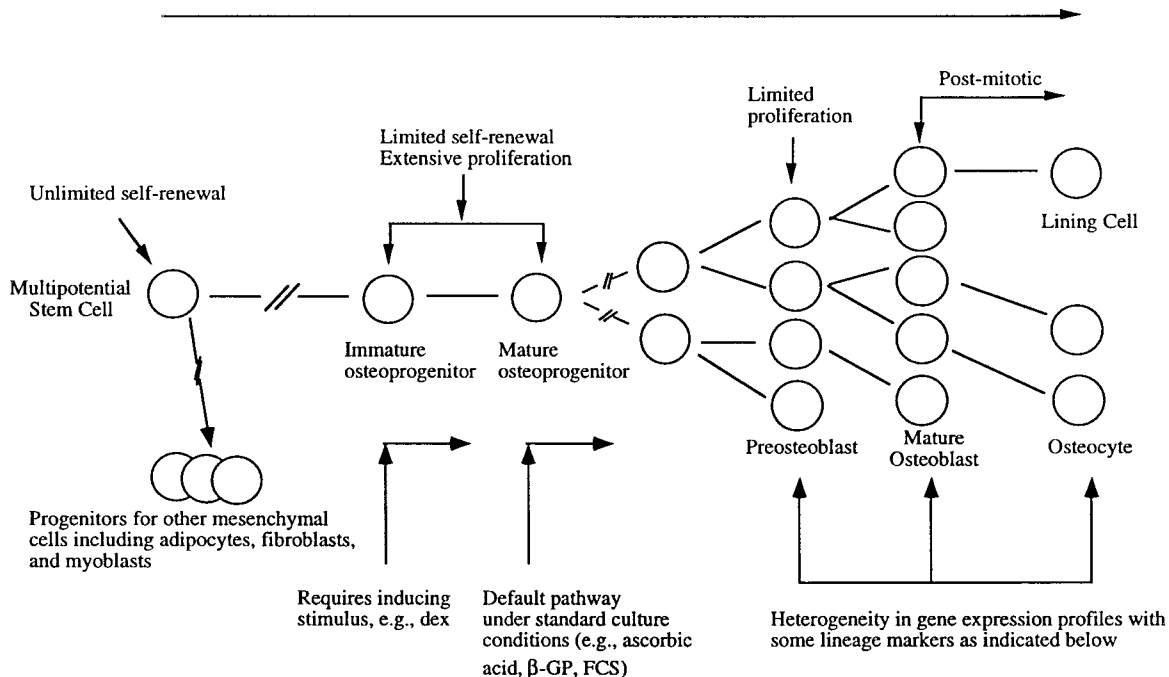 Post-mitotic
Limited
proliferation
Limited self-renewal
Extensive proliferation
Unlimited self-renewal
Lining Cell
Multipotential
Stem Cell
Immature
osteoprogenitor
Mature
osteoprogenitor
Preosteoblast
Mature
Osteoblast
Osteocyte
Progenitors for other mesenchymal
cells including adipocytes, fibroblasts,
and myoblasts
Requires inducing
stimulus, e.g., dex
Default pathway
under standard culture
conditions (e.g., ascorbic
acid, β-GP, FCS)
Heterogeneity in gene expression profiles with
some lineage markers as indicated below